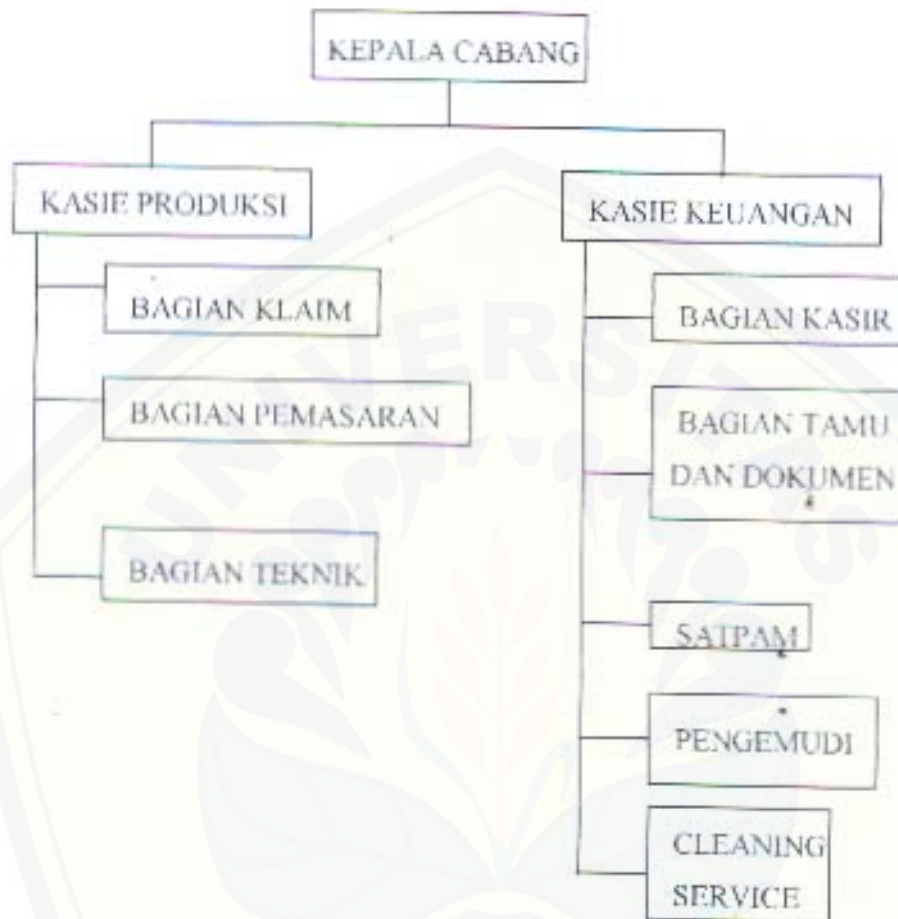 KEPALA CABANG
KASIE PRODUKSI
BAGIAN KLAIM
BAGIAN PEMASARAN
BAGIAN TEKNIK
KASIE KEUANGAN
BAGIAN KASIR
BAGIAN TAMU
DAN DOKUMEN
SATPAM
PENGEMUDI
CLEANING
SERVICE
UNIVERSITAS